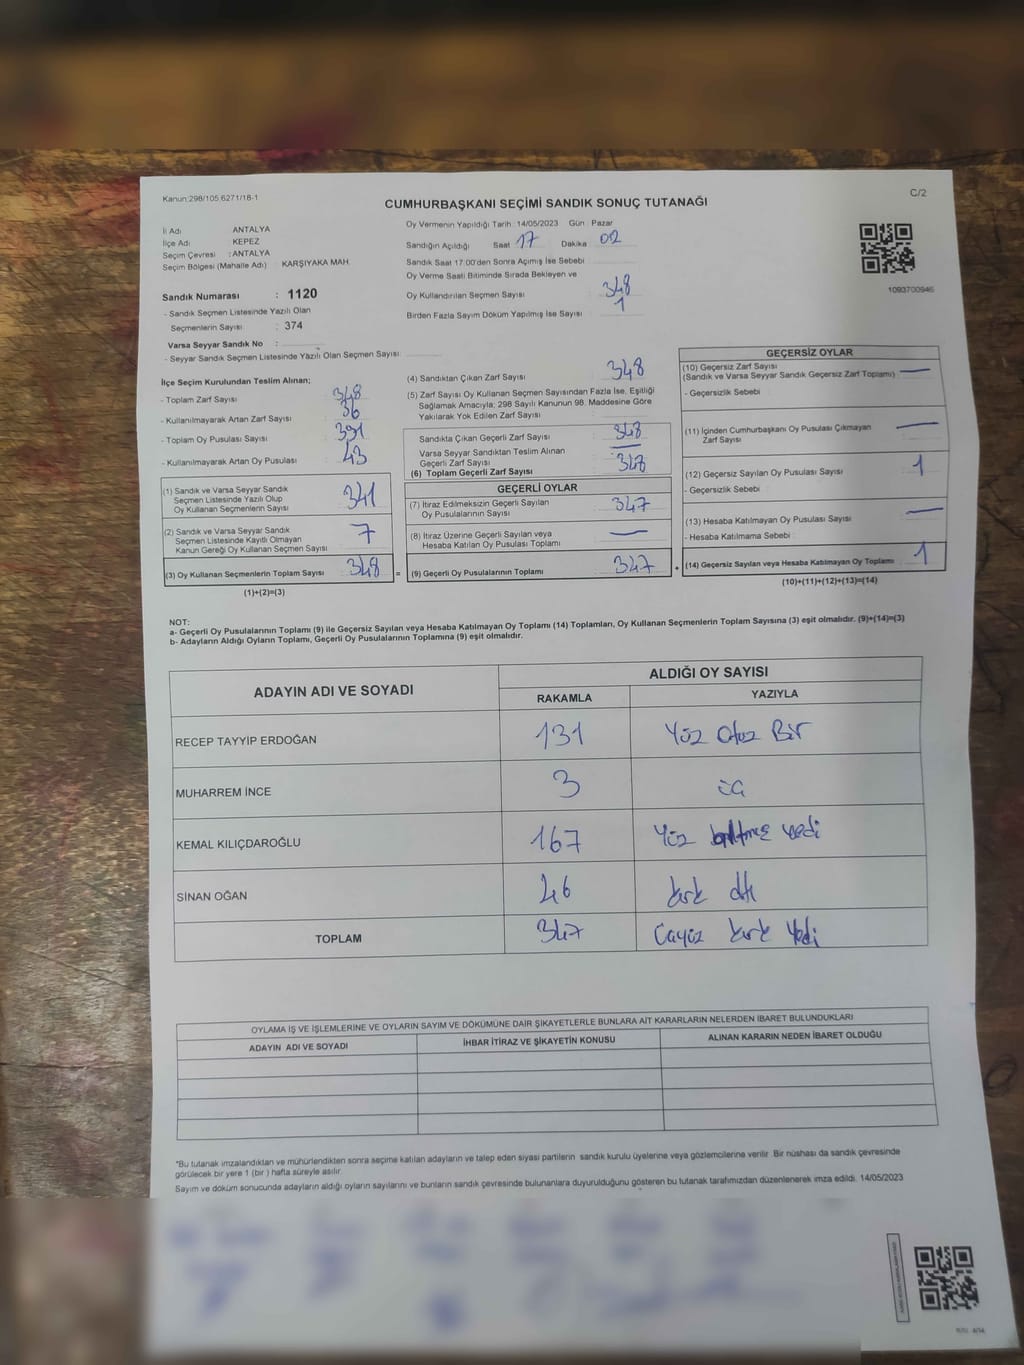 Kanun:298/105;6271/18-1
C/2
CUMHURBAŞKANI SEÇİMİ SANDIK SONUÇ TUTANAĞI
İl Adı ANTALYA
İlçe Adı KEPEZ
Seçim Çevresi : ANTALYA
Seçim Bölgesi (Mahalle Adı) : KARŞIYAKA MAH.
Sandık Numarası : 1120
- Sandık Seçmen Listesinde Yazılı Olan
Seçmenlerin Sayısı : 374
Varsa Seyyar Sandık No :
- Seyyar Sandık Seçmen Listesinde Yazılı Olan Seçmen Sayısı:
Oy Vermenin Yapıldığı Tarih : 14/05/2023 Gün : Pazar
Sandığın Açıldığı Saat 17 Dakika 02
Sandık Saat 17:00'den Sonra Açımış İse Sebebi
Oy Verme Saati Bitiminde Sırada Bekleyen ve
Oy Kullandırılan Seçmen Sayısı 348
Birden Fazla Sayım Döküm Yapılmış İse Sayısı 1
1093700946
İlçe Seçim Kurulundan Teslim Alınan;
- Toplam Zarf Sayısı : 348
- Kullanılmayarak Artan Zarf Sayısı : 36
- Toplam Oy Pusulası Sayısı : 391
- Kullanılmayarak Artan Oy Pusulası : 43
(1) Sandık ve Varsa Seyyar Sandık
Seçmen Listesinde Yazılı Olup
Oy Kullanan Seçmenlerin Sayısı 341
(2) Sandık ve Varsa Seyyar Sandık
Seçmen Listesinde Kayıtlı Olmayan
Kanun Gereği Oy Kullanan Seçmen Sayısı 7
(3) Oy Kullanan Seçmenlerin Toplam Sayısı 348 =
(1)+(2)=(3)
(4) Sandıktan Çıkan Zarf Sayısı 348
(5) Zarf Sayısı Oy Kullanan Seçmen Sayısından Fazla İse, Eşitliği
Sağlamak Amacıyla; 298 Sayılı Kanunun 98. Maddesine Göre
Yakılarak Yok Edilen Zarf Sayısı
Sandıkta Çıkan Geçerli Zarf Sayısı : 348
Varsa Seyyar Sandıktan Teslim Alınan
Geçerli Zarf Sayısı
(6) Toplam Geçerli Zarf Sayısı
GEÇERLİ OYLAR
(7) İtiraz Edilmeksizin Geçerli Sayılan
Oy Pusulalarının Sayısı : 347
(8) İtiraz Üzerine Geçerli Sayılan veya
Hesaba Katılan Oy Pusulası Toplamı : —
(9) Geçerli Oy Pusulalarının Toplamı 347 +
GEÇERSİZ OYLAR
(10) Geçersiz Zarf Sayısı —
(Sandık ve Varsa Seyyar Sandık Geçersiz Zarf Toplamı)
- Geçersizlik Sebebi
(11) İçinden Cumhurbaşkanı Oy Pusulası Çıkmayan —
Zarf Sayısı
(12) Geçersiz Sayılan Oy Pusulası Sayısı 1
- Geçersizlik Sebebi
(13) Hesaba Katılmayan Oy Pusulası Sayısı —
- Hesaba Katılmama Sebebi
(14) Geçersiz Sayılan veya Hesaba Katılmayan Oy Toplamı 1
(10)+(11)+(12)+(13)=(14)
NOT:
a- Geçerli Oy Pusulalarının Toplamı (9) ile Geçersiz Sayılan veya Hesaba Katılmayan Oy Toplamı (14) Toplamları, Oy Kullanan Seçmenlerin Toplam Sayısına (3) eşit olmalıdır. (9)+(14)=(3)
b- Adayların Aldığı Oyların Toplamı, Geçerli Oy Pusulalarının Toplamına (9) eşit olmalıdır.
ADAYIN ADI VE SOYADI ALDIĞI OY SAYISI
RAKAMLA YAZIYLA
RECEP TAYYİP ERDOĞAN 131 Yüz Otuz Bir
MUHARREM İNCE 3 üç
KEMAL KILIÇDAROĞLU 167 Yüz altmış yedi
SİNAN OĞAN 46 kırk altı
TOPLAM 347 Üçyüz kırk yedi
OYLAMA İŞ VE İŞLEMLERİNE VE OYLARIN SAYIM VE DÖKÜMÜNE DAİR ŞİKAYETLERLE BUNLARA AİT KARARLARIN NELERDEN İBARET BULUNDUKLARI
ADAYIN ADI VE SOYADI İHBAR İTİRAZ VE ŞİKAYETİN KONUSU ALINAN KARARIN NEDEN İBARET OLDUĞU
*Bu tutanak imzalandıktan ve mühürlendikten sonra seçime katılan adayların ve talep eden siyasi partilerin sandık kurulu üyelerine veya gözlemcilerine verilir. Bir nüshası da sandık çevresinde
görülecek bir yere 1 (bir) hafta süreyle asılır.
Sayım ve döküm sonucunda adayların aldığı oyların sayılarını ve bunların sandık çevresinde bulunanlara duyurulduğunu gösteren bu tutanak tarafımızdan düzenlenerek imza edildi. 14/05/2023